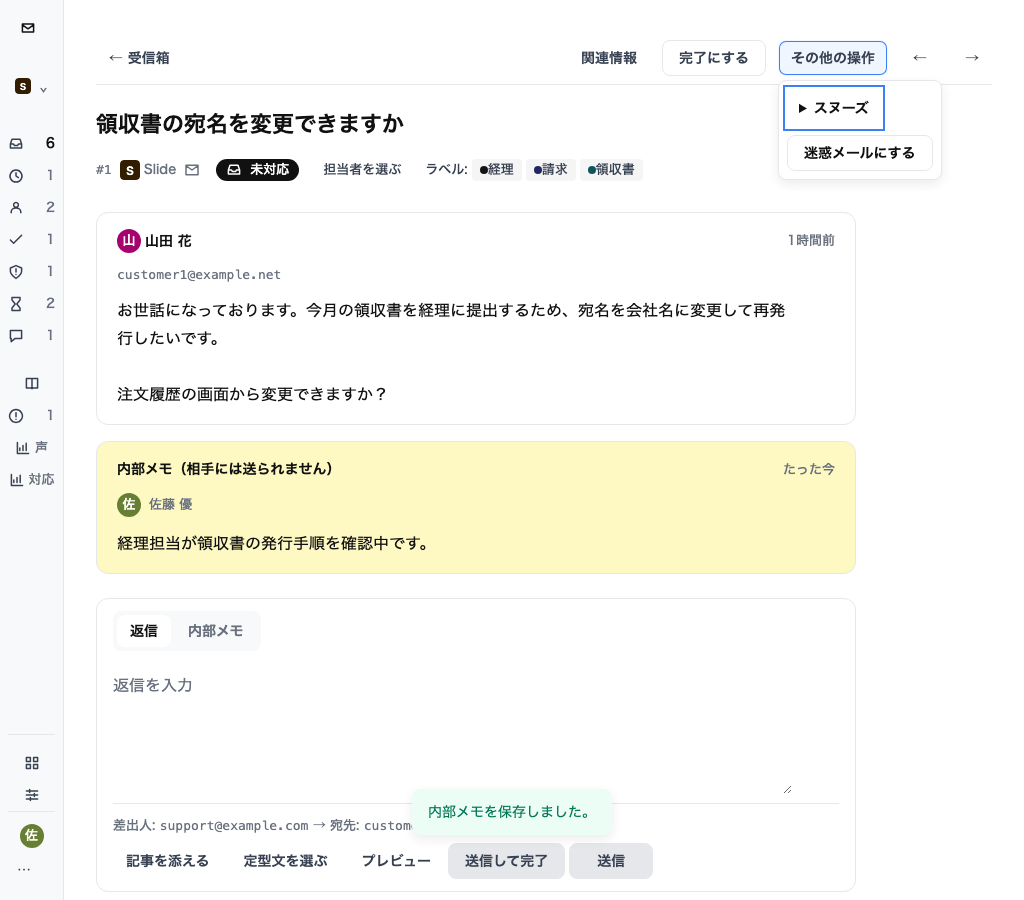 ← 受信箱
関連情報
完了にする
その他の操作
←
→
S
▶ スヌーズ
迷惑メールにする
領収書の宛名を変更できますか
#1 S Slide 未対応 担当者を選ぶ ラベル: 経理 請求 領収書
6
1
2
1
1
2
1
1
声
対応
佐
…
山 山田 花
1時間前
customer1@example.net
お世話になっております。今月の領収書を経理に提出するため、宛名を会社名に変更して再発
行したいです。
注文履歴の画面から変更できますか？
内部メモ（相手には送られません）
たった今
佐 佐藤 優
経理担当が領収書の発行手順を確認中です。
返信
内部メモ
返信を入力
内部メモを保存しました。
差出人: support@example.com → 宛先:
記事を添える
定型文を選ぶ
プレビュー
送信して完了
送信